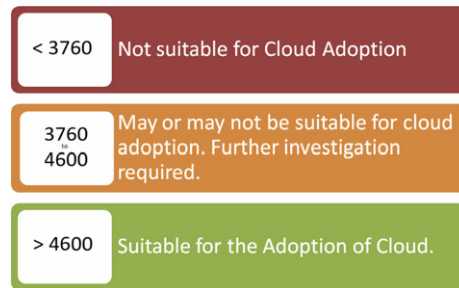 < 3760
Not suitable for Cloud Adoption
3760
to
4600
May or may not be suitable for cloud
adoption. Further investigation
required.
> 4600
Suitable for the Adoption of Cloud.